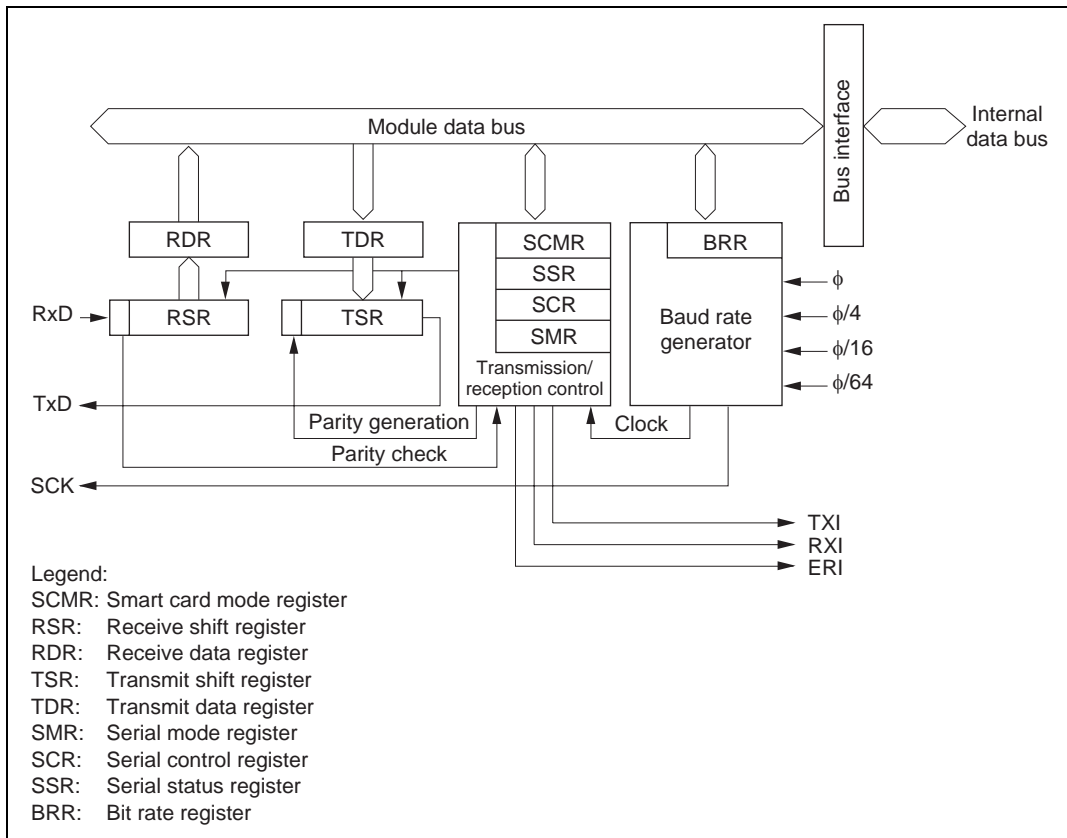 Module data bus
Bus interface
Internal
data bus
RDR
TDR
SCMR
BRR
SSR
SCR
SMR
RxD
RSR
TSR
Transmission/
reception control
Baud rate
generator
ϕ
ϕ/4
ϕ/16
ϕ/64
TxD
Parity generation
Clock
Parity check
SCK
TXI
RXI
ERI
Legend:
SCMR: Smart card mode register
RSR: Receive shift register
RDR: Receive data register
TSR: Transmit shift register
TDR: Transmit data register
SMR: Serial mode register
SCR: Serial control register
SSR: Serial status register
BRR: Bit rate register